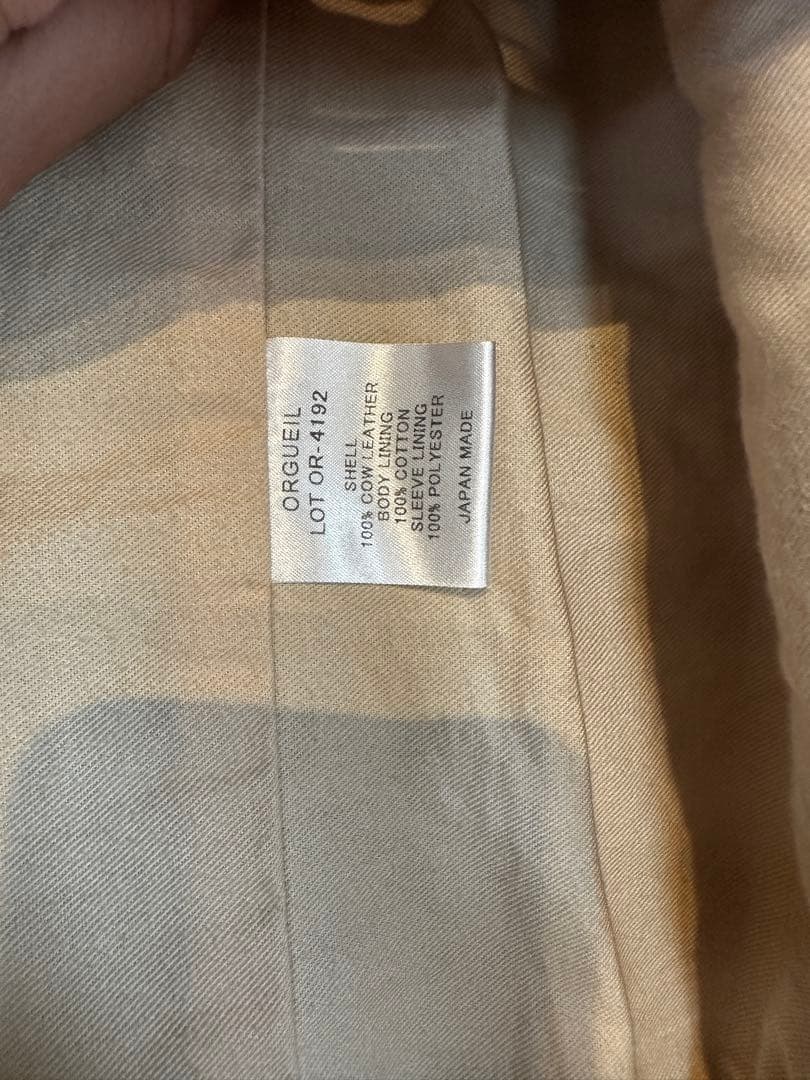 ORGUEIL
LOT OR-4192
SHELL
100% COW LEATHER
BODY LINING
100% COTTON
SLEEVE LINING
100% POLYESTER
JAPAN MADE